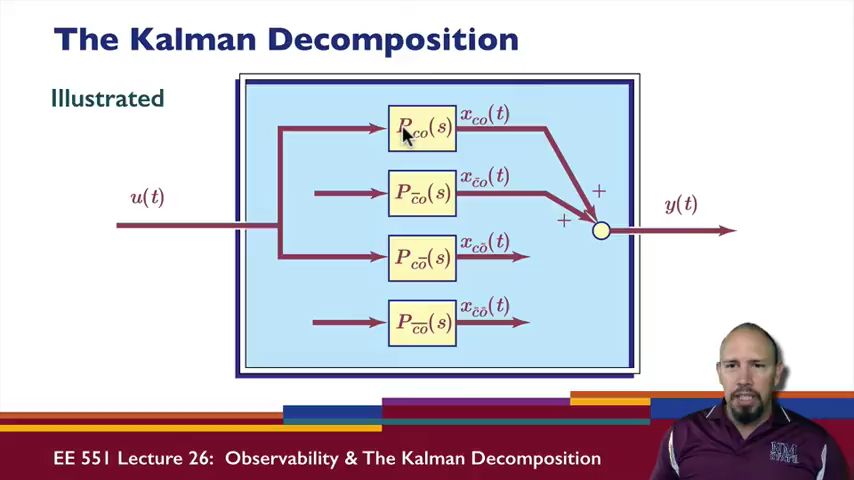 The Kalman Decomposition
Illustrated
u(t)
P_co(s)
x_co(t)
P_c̄o(s)
x_c̄o(t)
P_cō(s)
x_cō(t)
P_c̄ō(s)
x_c̄ō(t)
+
+
y(t)
EE 551 Lecture 26: Observability & The Kalman Decomposition